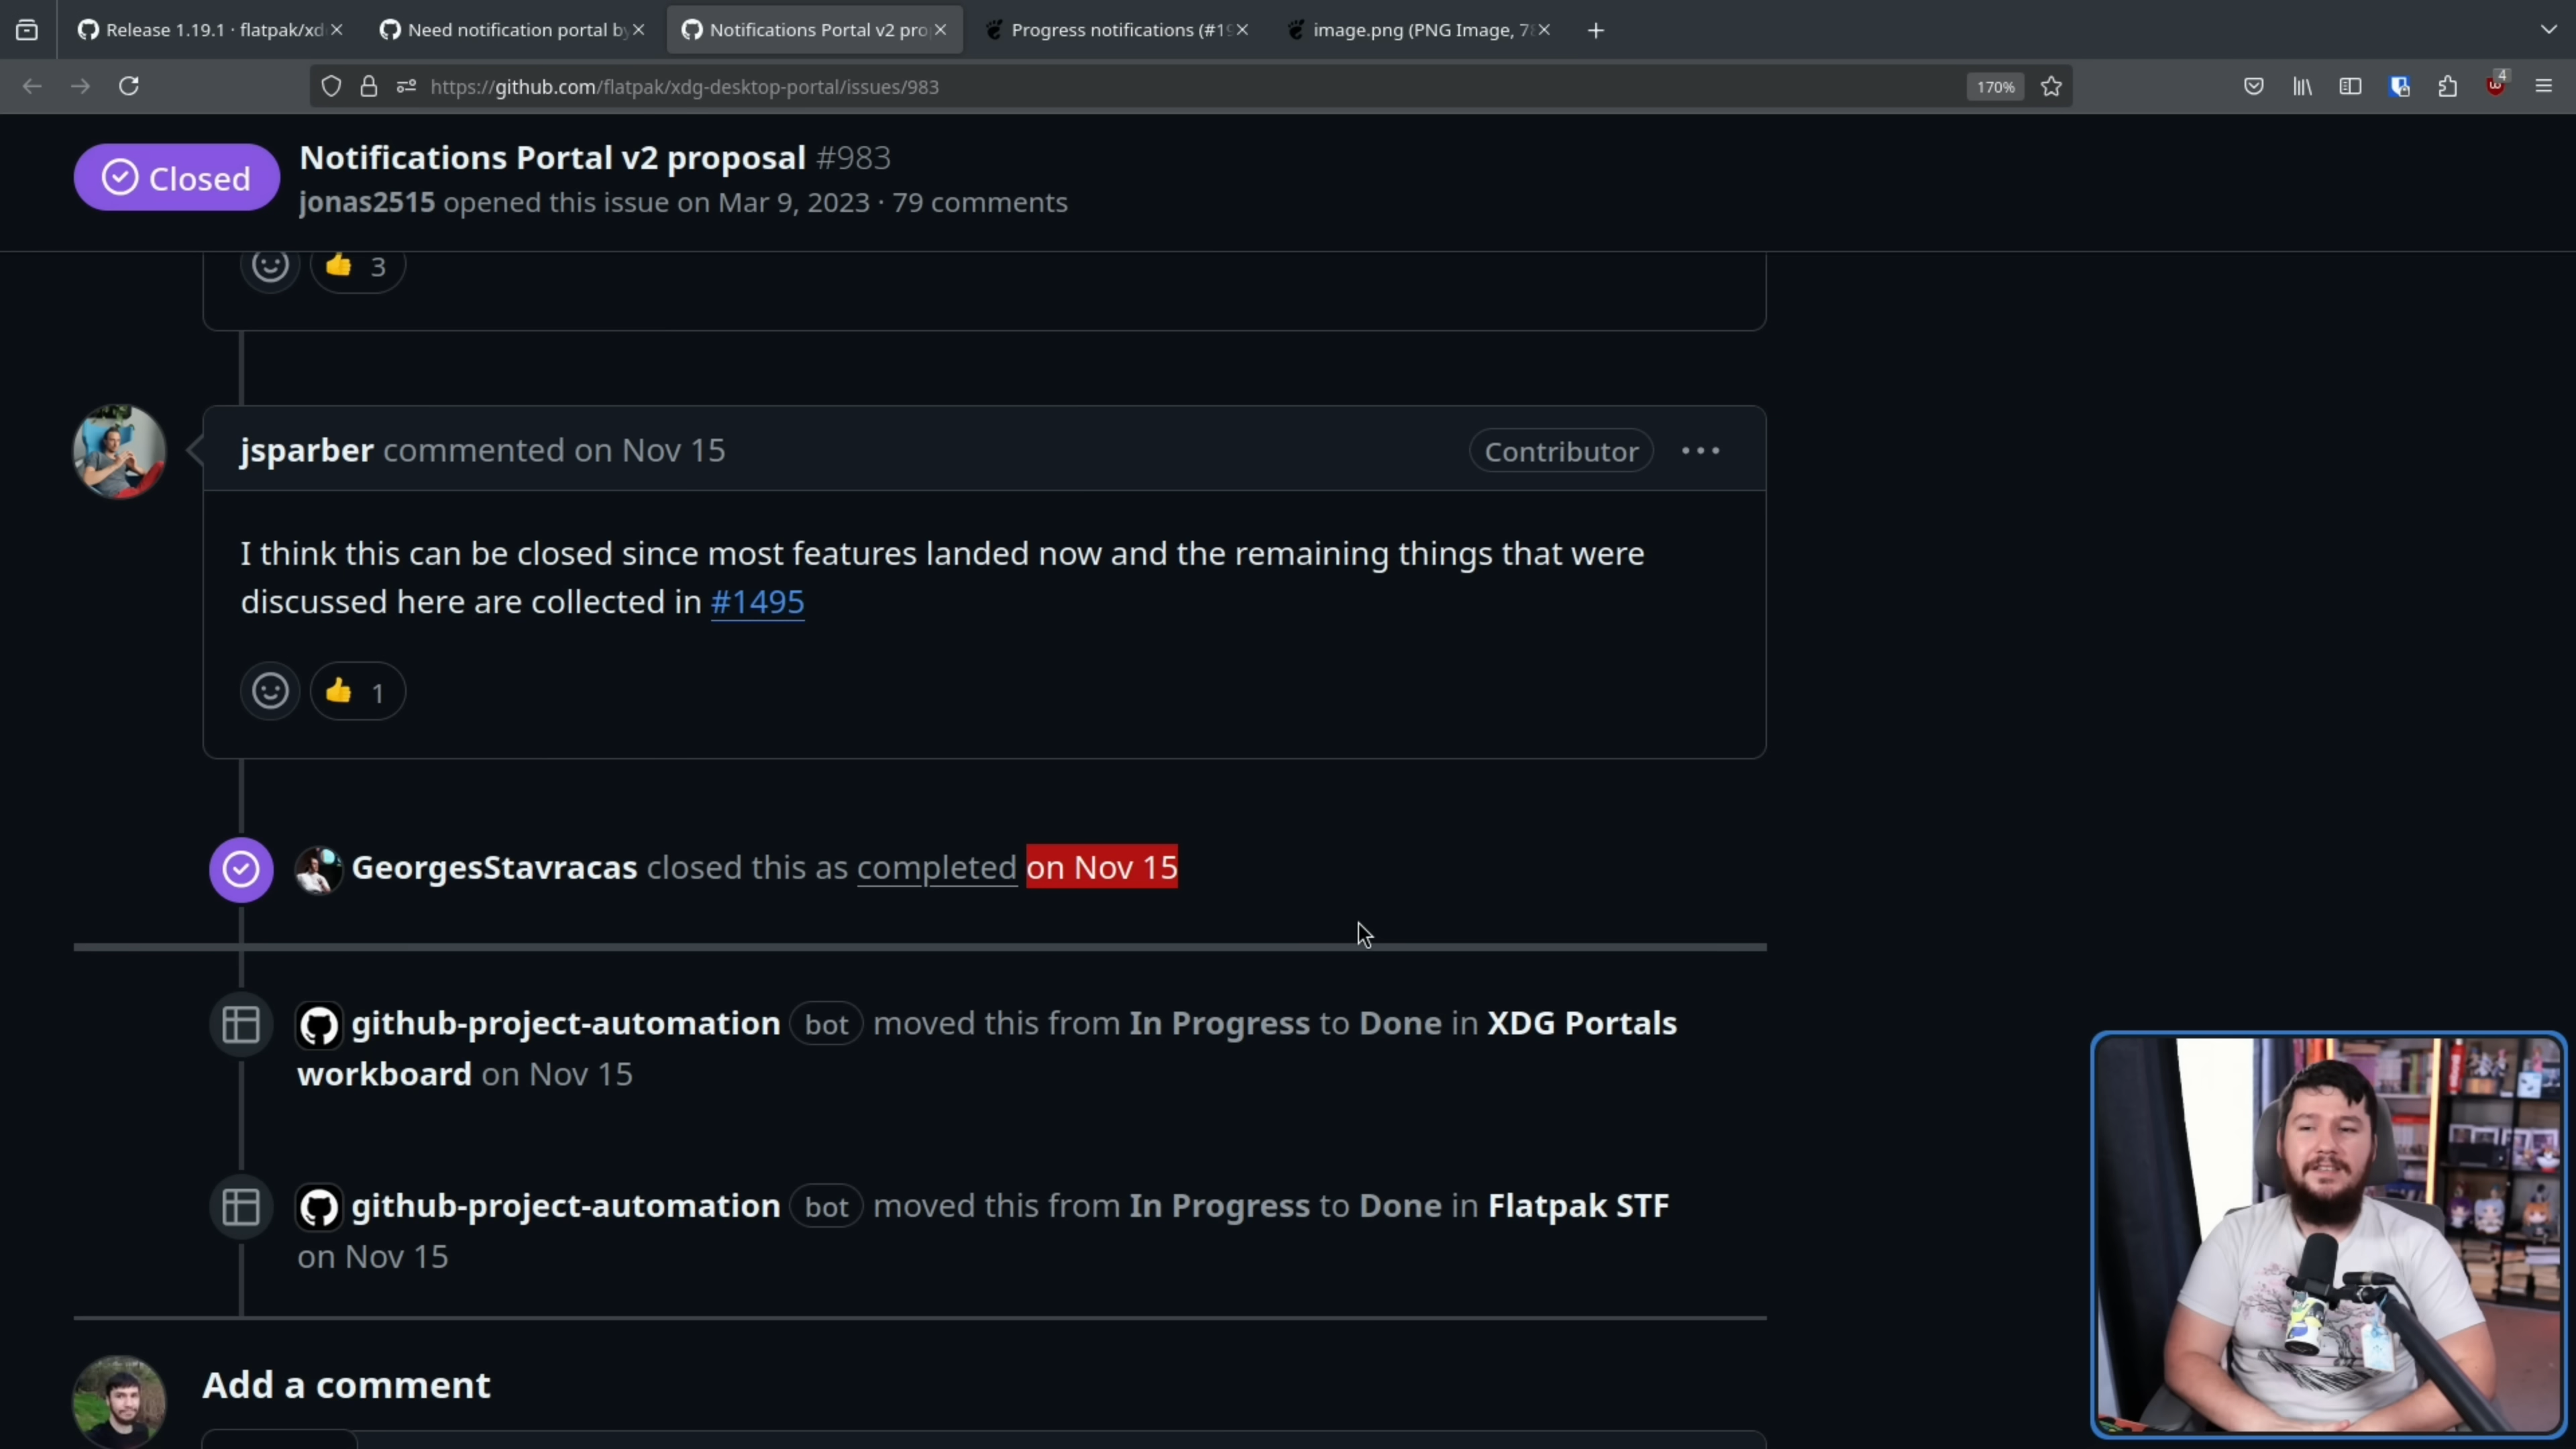 Release 1.19.1 · flatpak/xd
Need notification portal by
Notifications Portal v2 pro
Progress notifications (#19
image.png (PNG Image, 78
https://github.com/flatpak/xdg-desktop-portal/issues/983
170%
4
Closed
Notifications Portal v2 proposal #983
jonas2515 opened this issue on Mar 9, 2023 · 79 comments
👍 3
jsparber commented on Nov 15
Contributor
I think this can be closed since most features landed now and the remaining things that were
discussed here are collected in #1495
👍 1
GeorgesStavracas closed this as completed on Nov 15
github-project-automation bot moved this from In Progress to Done in XDG Portals
workboard on Nov 15
github-project-automation bot moved this from In Progress to Done in Flatpak STF
on Nov 15
Add a comment